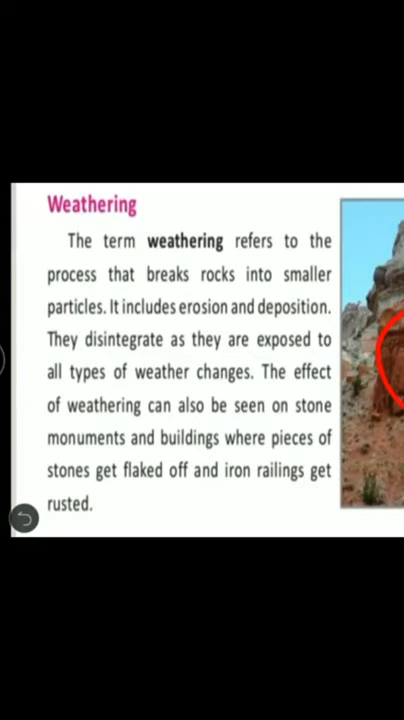 Weathering
The term weathering refers to the
process that breaks rocks into smaller
particles. It includes erosion and deposition.
They disintegrate as they are exposed to
all types of weather changes. The effect
of weathering can also be seen on stone
monuments and buildings where pieces of
stones get flaked off and iron railings get
rusted.